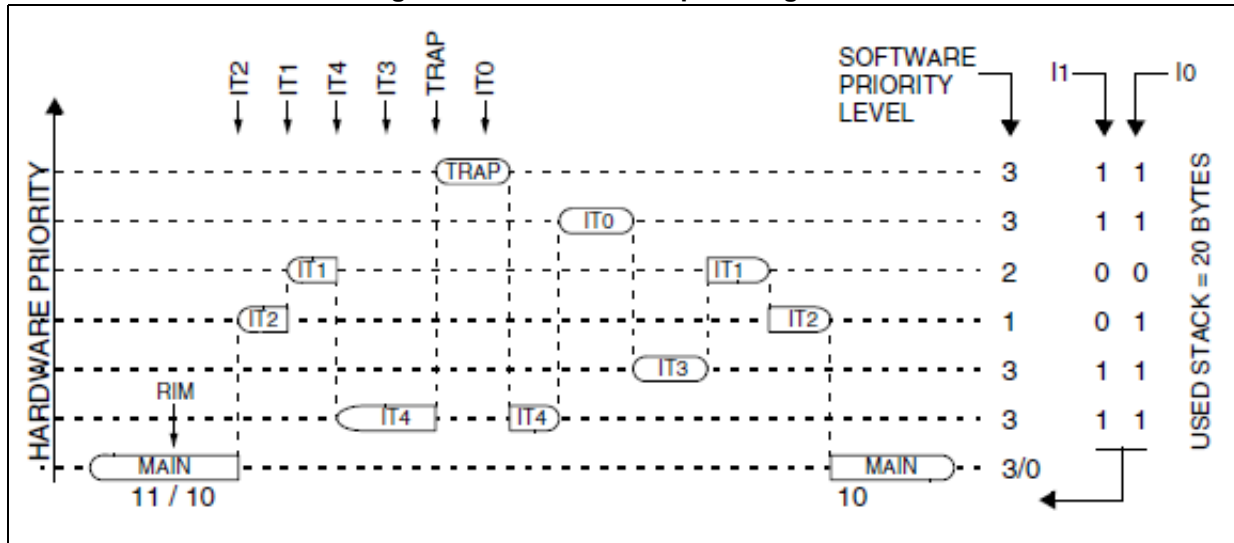 IT2 IT1 IT4 IT3 TRAP IT0
SOFTWARE
PRIORITY
LEVEL
I1 I0
HARDWARE PRIORITY
USED STACK = 20 BYTES
TRAP 3 1 1
IT0 3 1 1
IT1 IT1 2 0 0
IT2 IT2 1 0 1
IT3 3 1 1
RIM
IT4 IT4 3 1 1
MAIN MAIN 3/0
11 / 10 10